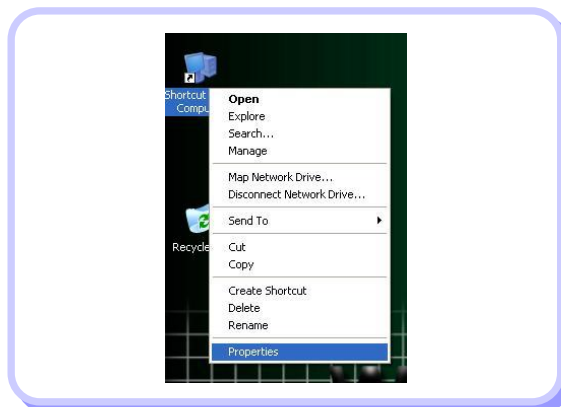 Shortcut
Compu
Open
Explore
Search...
Manage
Map Network Drive...
Disconnect Network Drive...
Send To
Recycle
Cut
Copy
Create Shortcut
Delete
Rename
Properties